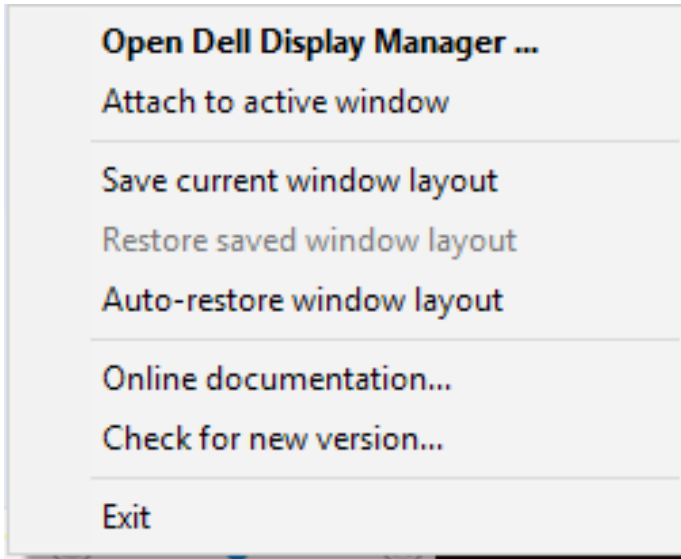 Open Dell Display Manager ...
Attach to active window
Save current window layout
Restore saved window layout
Auto-restore window layout
Online documentation...
Check for new version...
Exit